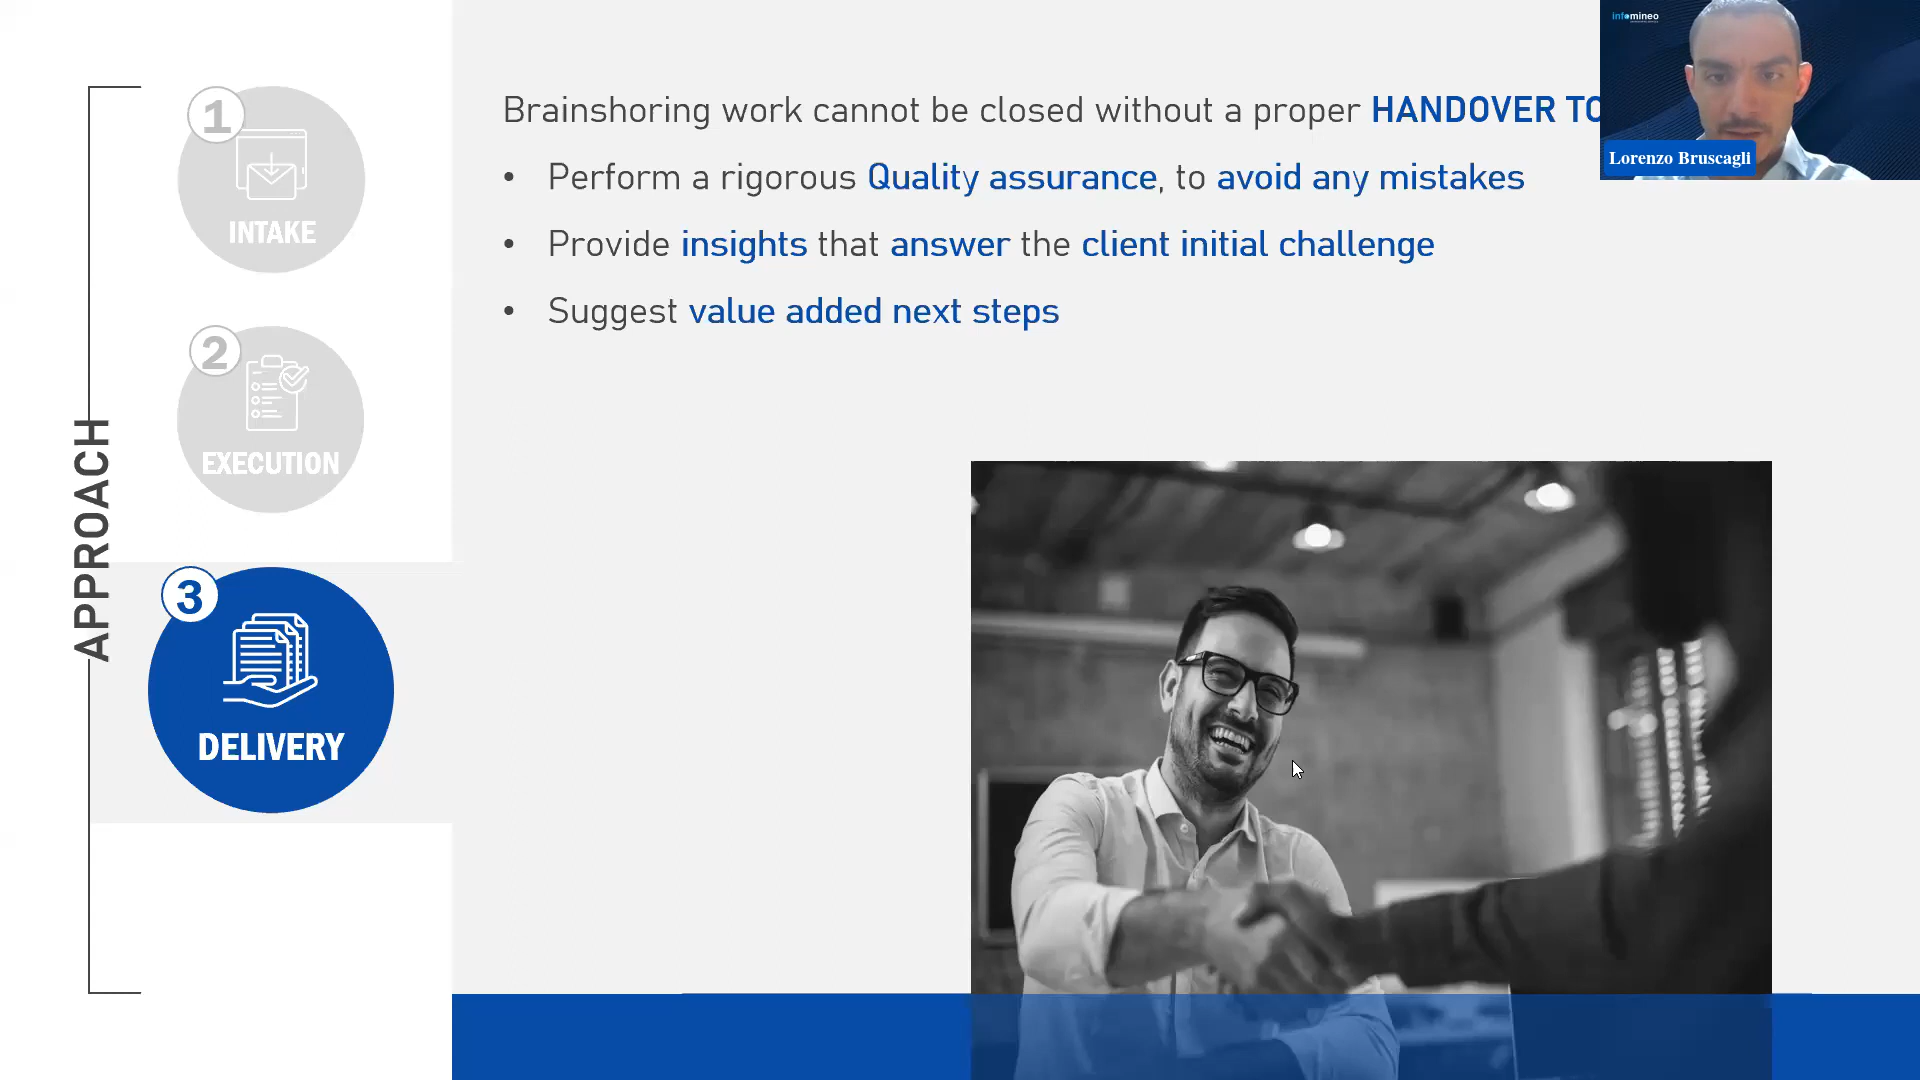 infomineo
Lorenzo Bruscagli
APPROACH
1
INTAKE
2
EXECUTION
3
DELIVERY
Brainshoring work cannot be closed without a proper HANDOVER TO
• Perform a rigorous Quality assurance, to avoid any mistakes
• Provide insights that answer the client initial challenge
• Suggest value added next steps